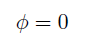 ϕ = 0